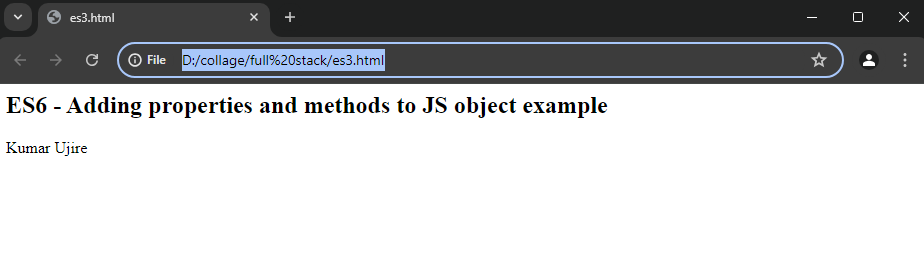 es3.html
File D:/collage/full%20stack/es3.html
ES6 - Adding properties and methods to JS object example
Kumar Ujire